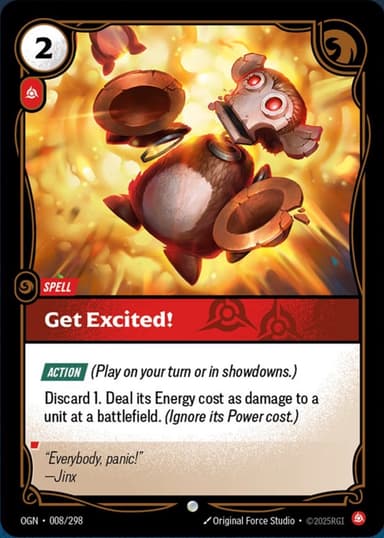 2
SPELL
Get Excited!
ACTION (Play on your turn or in showdowns.)
Discard 1. Deal its Energy cost as damage to a
unit at a battlefield. (Ignore its Power cost.)
“Everybody, panic!”
—Jinx
OGN • 008/298
Original Force Studio • ©2025RGI